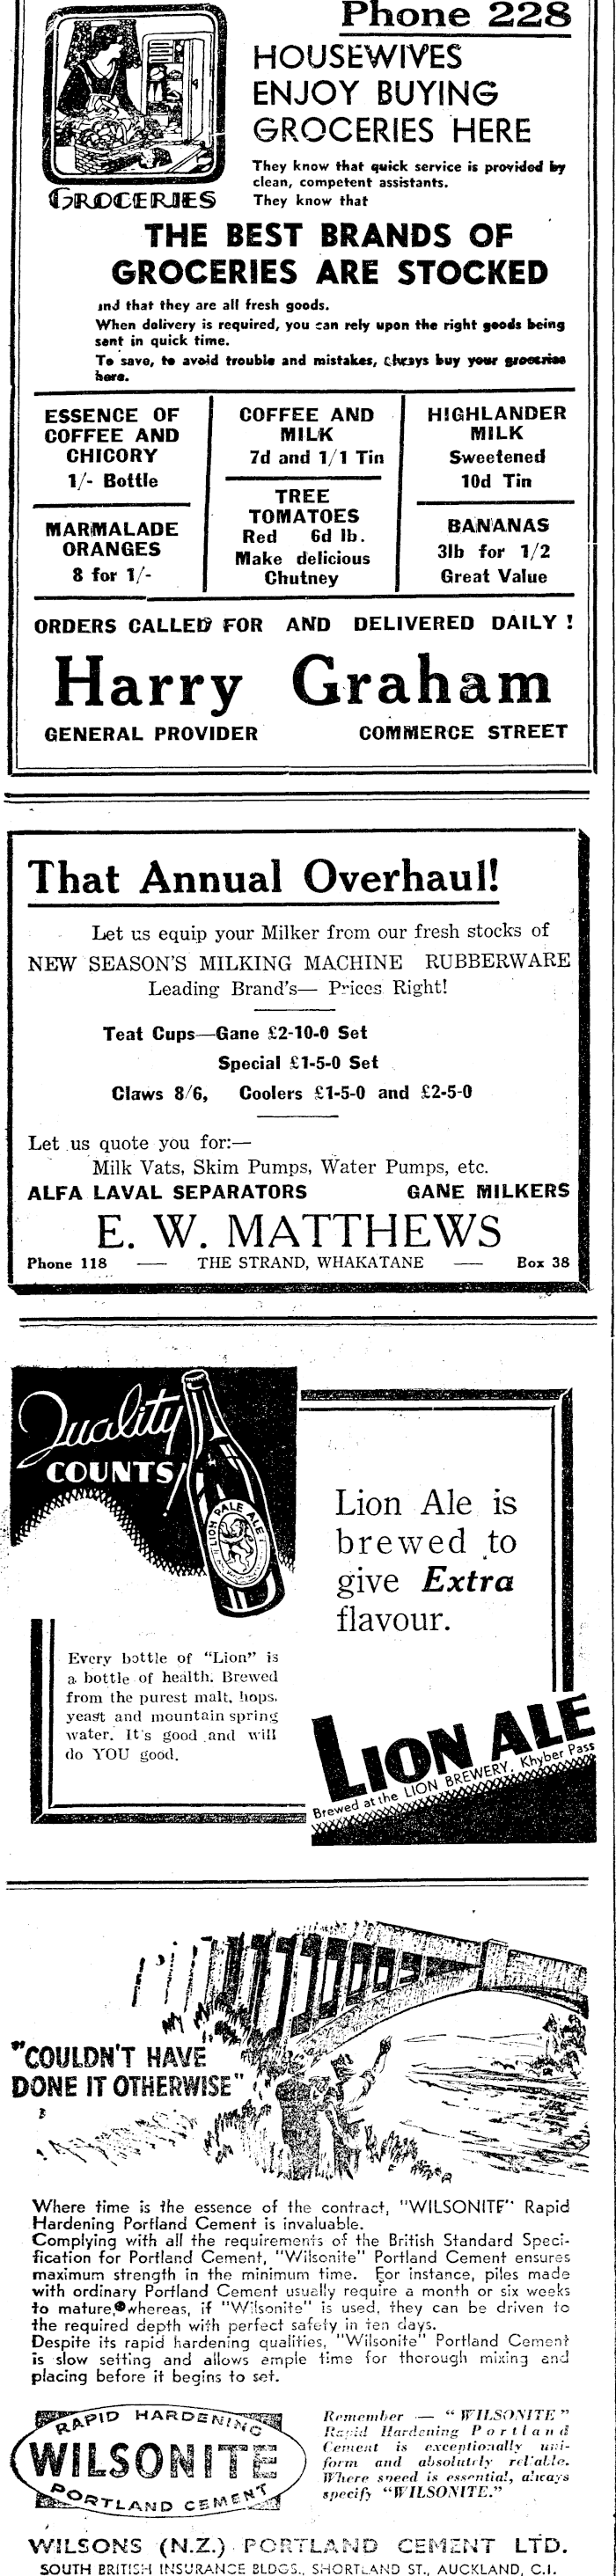 Phone 228
HOUSEWIVES
ENJOY BUYING
GROCERIES HERE
They know that quick service is provided by
clean, competent assistants.
They know that
GROCERIES
THE BEST BRANDS OF
GROCERIES ARE STOCKED
and that they are all fresh goods.
When delivery is required, you can rely upon the right goods being
sent in quick time.
To save, to avoid trouble and mistakes, always buy your groceries
here.
ESSENCE OF
COFFEE AND
CHICORY
1/- Bottle
MARMALADE
ORANGES
8 for 1/-
COFFEE AND
MILK
7d and 1/1 Tin
TREE
TOMATOES
Red 6d lb.
Make delicious
Chutney
HIGHLANDER
MILK
Sweetened
10d Tin
BANANAS
3lb for 1/2
Great Value
ORDERS CALLED FOR AND DELIVERED DAILY !
Harry Graham
GENERAL PROVIDER COMMERCE STREET
That Annual Overhaul!
Let us equip your Milker from our fresh stocks of
NEW SEASON'S MILKING MACHINE RUBBERWARE
Leading Brand's— Prices Right!
Teat Cups—Gane £2-10-0 Set
Special £1-5-0 Set
Claws 8/6, Coolers £1-5-0 and £2-5-0
Let us quote you for:—
Milk Vats, Skim Pumps, Water Pumps, etc.
ALFA LAVAL SEPARATORS GANE MILKERS
E. W. MATTHEWS
Phone 118 — THE STRAND, WHAKATANE — Box 38
Quality
COUNTS
LION PALE ALE
Lion Ale is
brewed to
give Extra
flavour.
Every bottle of "Lion" is
a bottle of health. Brewed
from the purest malt, hops,
yeast and mountain spring
water. It's good and will
do YOU good.
LION ALE
Brewed at the LION BREWERY, Khyber Pass
"COULDN'T HAVE
DONE IT OTHERWISE"
Where time is the essence of the contract, "WILSONITE" Rapid
Hardening Portland Cement is invaluable.
Complying with all the requirements of the British Standard Speci-
fication for Portland Cement, "Wilsonite" Portland Cement ensures
maximum strength in the minimum time. For instance, piles made
with ordinary Portland Cement usually require a month or six weeks
to mature, whereas, if "Wilsonite" is used, they can be driven to
the required depth with perfect safety in ten days.
Despite its rapid hardening qualities, "Wilsonite" Portland Cement
is slow setting and allows ample time for thorough mixing and
placing before it begins to set.
RAPID HARDENING
WILSONITE
PORTLAND CEMENT
Remember — "WILSONITE"
Rapid Hardening Portland
Cement is exceptionally uni-
form and absolutely reliable.
Where speed is essential, always
specify "WILSONITE."
WILSONS (N.Z.) PORTLAND CEMENT LTD.
SOUTH BRITISH INSURANCE BLDGS., SHORTLAND ST., AUCKLAND, C.I.